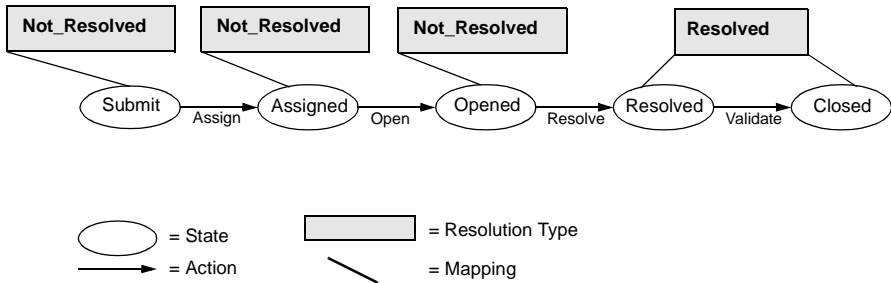 Not_Resolved
Not_Resolved
Not_Resolved
Resolved
Submit
Assigned
Opened
Resolved
Closed
Assign
Open
Resolve
Validate
= State
= Resolution Type
= Action
= Mapping